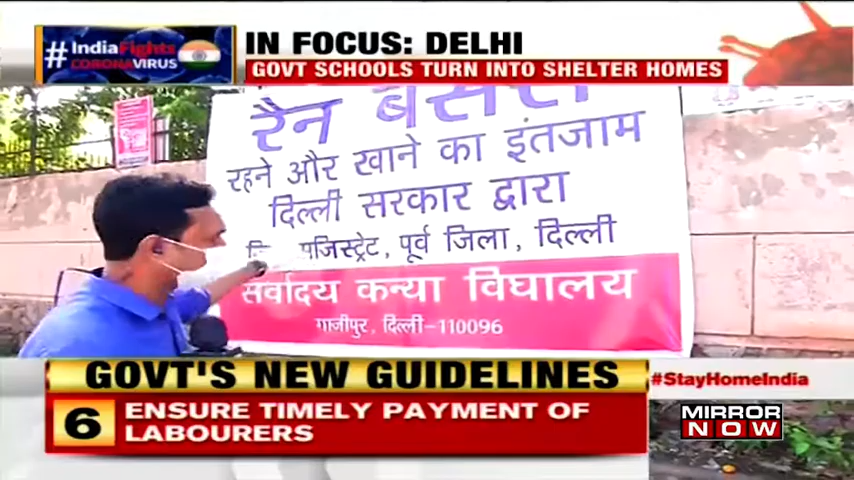 #IndiaFights
CORONAVIRUS
IN FOCUS: DELHI
GOVT SCHOOLS TURN INTO SHELTER HOMES
रैन बसेरा
रहने और खाने का इंतजाम
दिल्ली सरकार द्वारा
मजिस्ट्रेट, पूर्व जिला, दिल्ली
सर्वोदय कन्या विघालय
गाजीपुर, दिल्ली-110096
GOVT'S NEW GUIDELINES
#StayHomeIndia
6 ENSURE TIMELY PAYMENT OF
LABOURERS
MIRROR
NOW